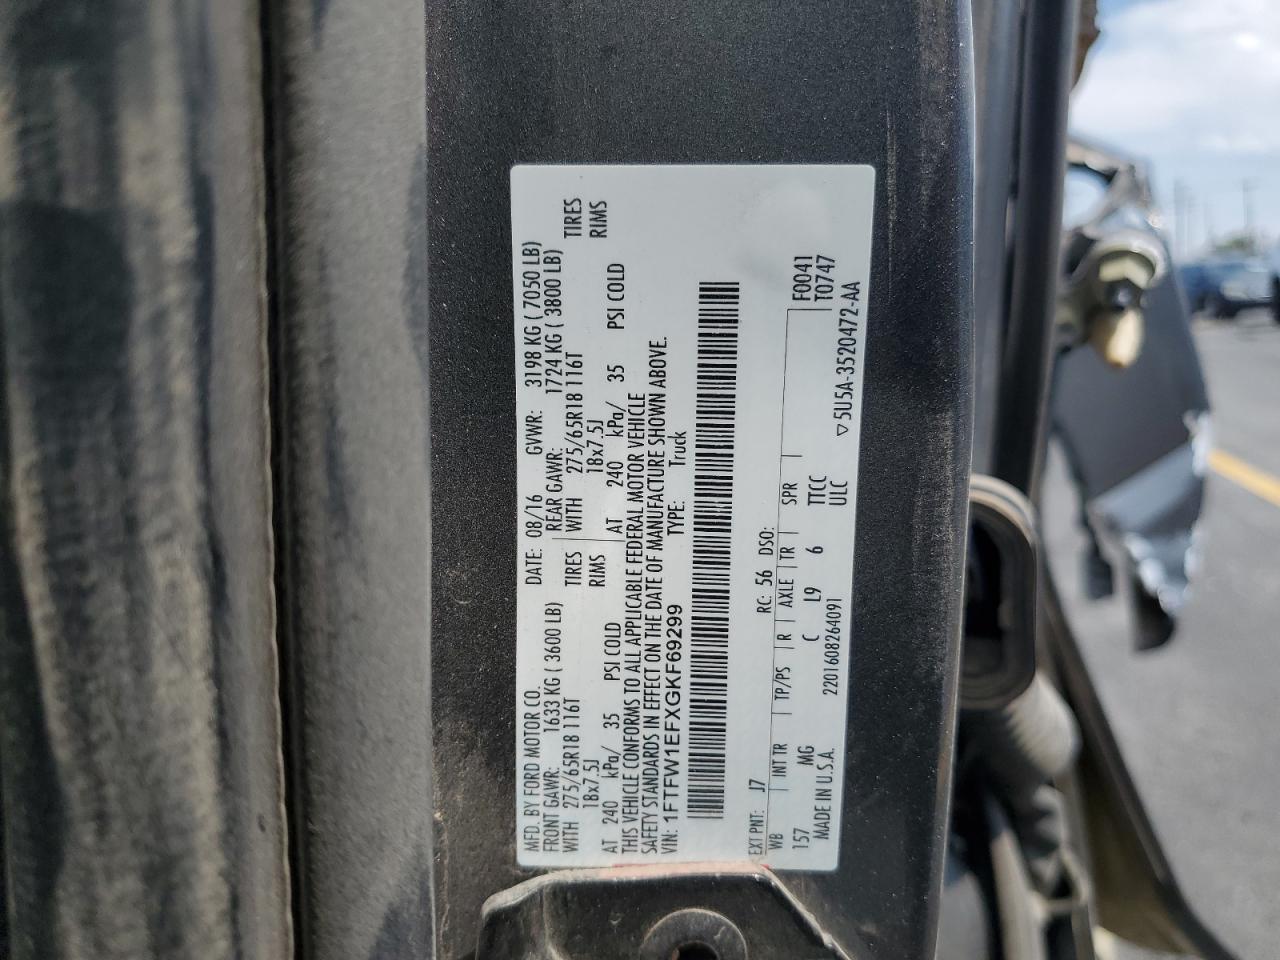 MFD. BY FORD MOTOR CO.
DATE: 08/16 GVWR: 3198 KG ( 7050 LB)
FRONT GAWR: 1633 KG ( 3600 LB) REAR GAWR: 1724 KG ( 3800 LB)
WITH 275/65R18 116T TIRES WITH 275/65R18 116T TIRES
18x7.5J RIMS 18x7.5J RIMS
AT 240 kPa/ 35 PSI COLD AT 240 kPa/ 35 PSI COLD
THIS VEHICLE CONFORMS TO ALL APPLICABLE FEDERAL MOTOR VEHICLE
SAFETY STANDARDS IN EFFECT ON THE DATE OF MANUFACTURE SHOWN ABOVE.
VIN: 1FTFW1EFXGKF69299 TYPE: Truck
EXT PNT: J7 RC: 56 DSO: F0041
WB INT TR TP/PS R AXLE TR SPR T0747
157 MG C L9 6 TTCC
MADE IN U.S.A. 2201608264091 ULC
▽5U5A-3520472-AA